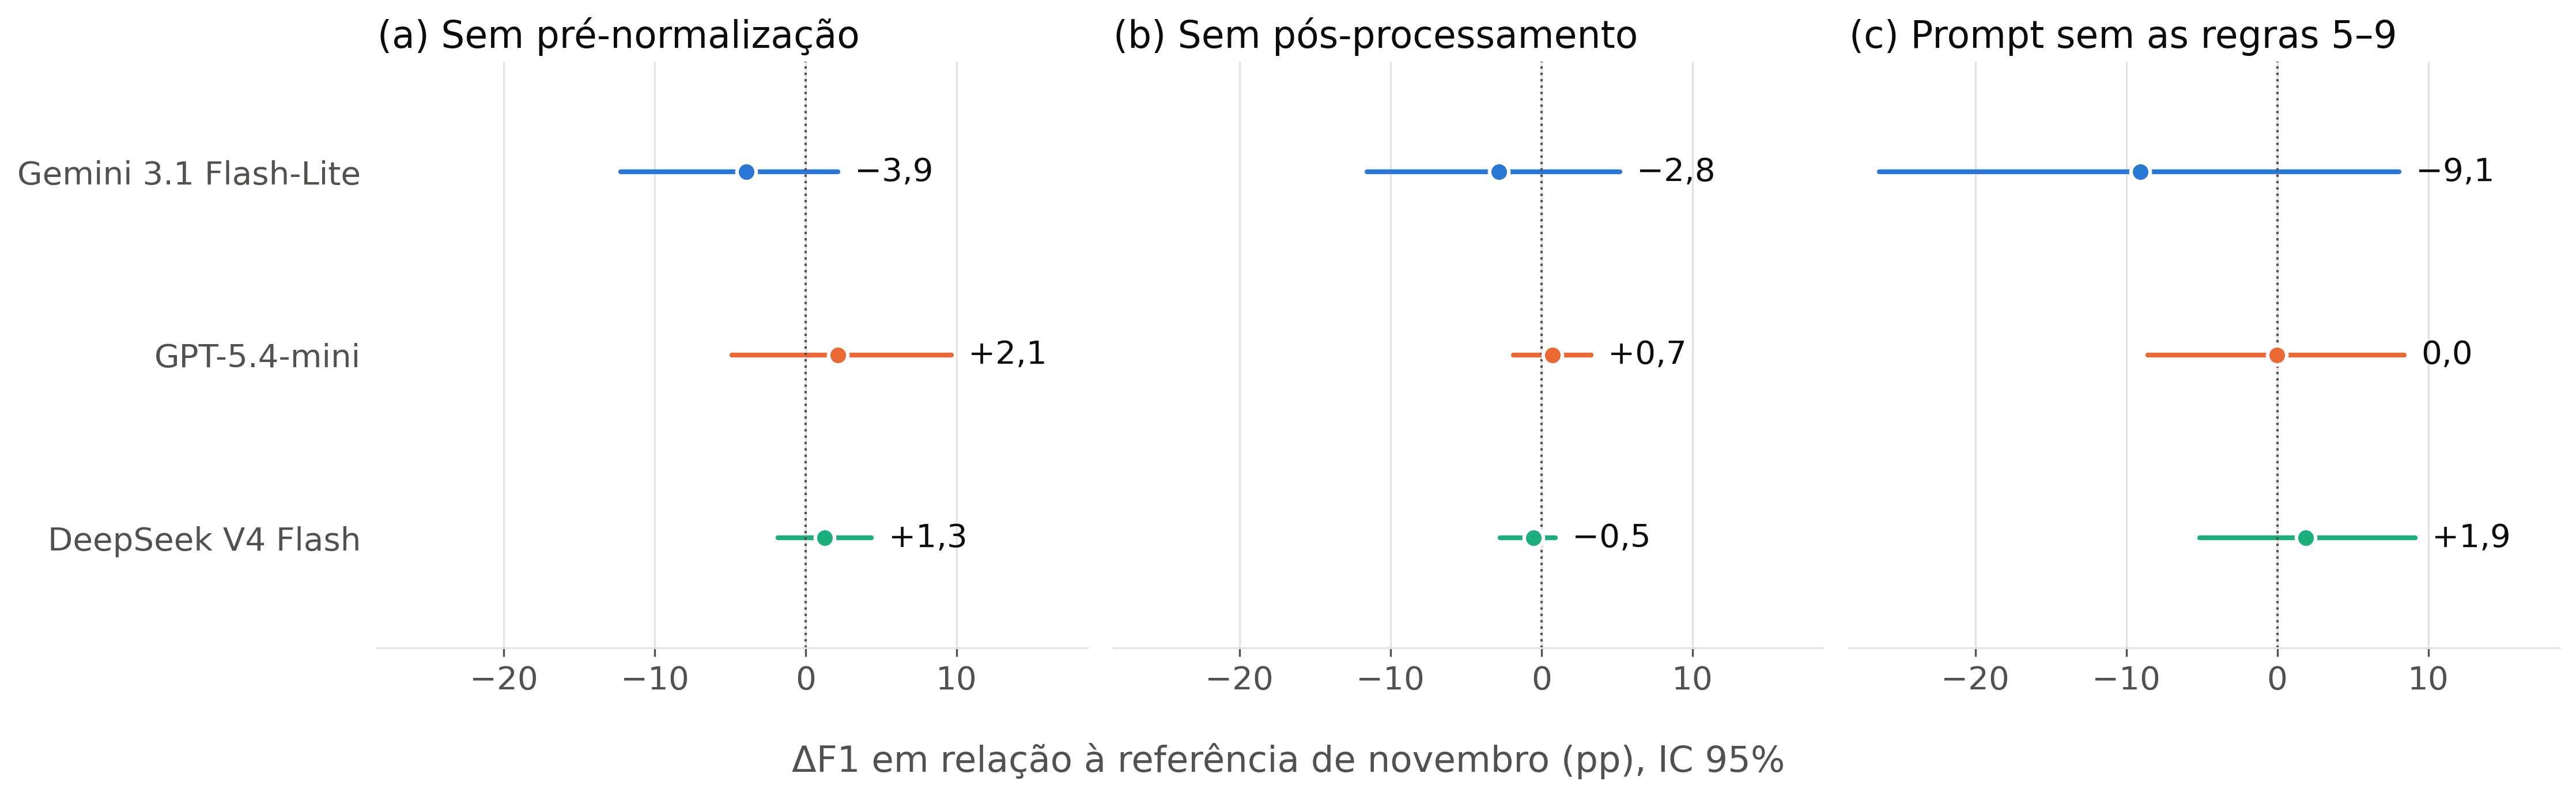 (a) Sem pré-normalização
(b) Sem pós-processamento
(c) Prompt sem as regras 5–9
Gemini 3.1 Flash-Lite
−3,9
−2,8
−9,1
GPT-5.4-mini
+2,1
+0,7
0,0
DeepSeek V4 Flash
+1,3
−0,5
+1,9
−20 −10 0 10
−20 −10 0 10
−20 −10 0 10
ΔF1 em relação à referência de novembro (pp), IC 95%